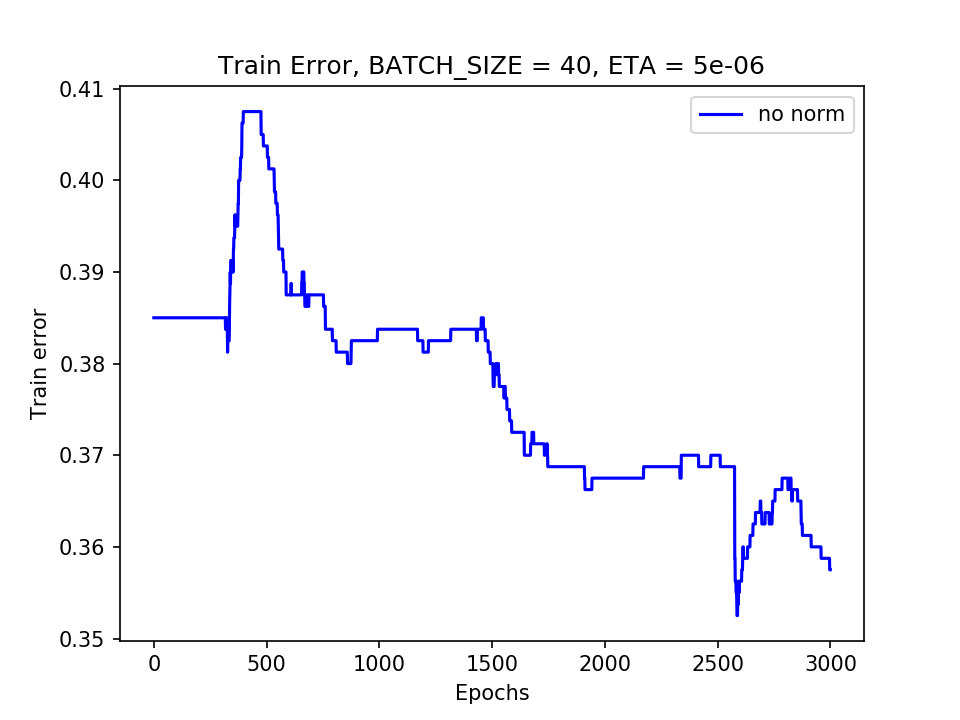 Train Error, BATCH_SIZE = 40, ETA = 5e-06
no norm
Train error
0.41
0.40
0.39
0.38
0.37
0.36
0.35
0 500 1000 1500 2000 2500 3000
Epochs